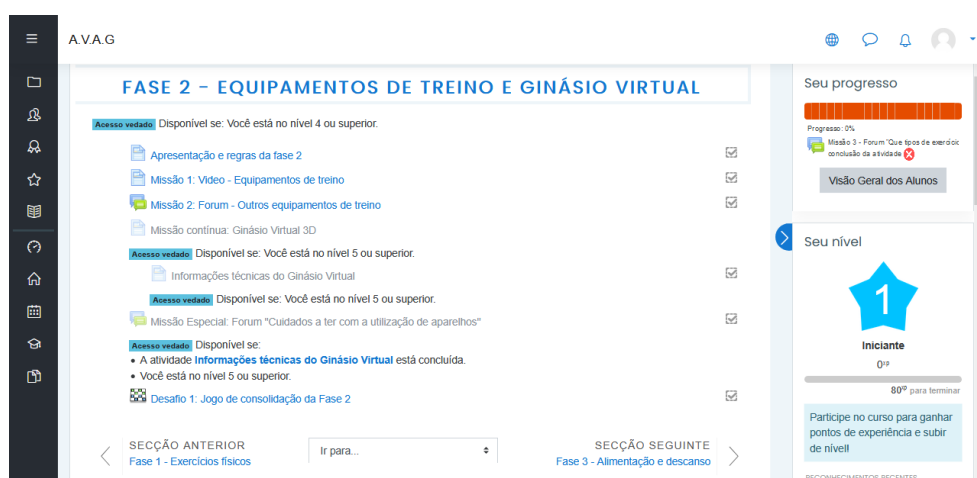 A.V.A.G
FASE 2 - EQUIPAMENTOS DE TREINO E GINÁSIO VIRTUAL
Acesso vedado Disponível se: Você está no nível 4 ou superior.
Apresentação e regras da fase 2
Missão 1: Video - Equipamentos de treino
Missão 2: Forum - Outros equipamentos de treino
Missão contínua: Ginásio Virtual 3D
Acesso vedado Disponível se: Você está no nível 5 ou superior.
Informações técnicas do Ginásio Virtual
Acesso vedado Disponível se: Você está no nível 5 ou superior.
Missão Especial: Forum "Cuidados a ter com a utilização de aparelhos"
Acesso vedado Disponível se:
• A atividade Informações técnicas do Ginásio Virtual está concluída.
• Você está no nível 5 ou superior.
Desafio 1: Jogo de consolidação da Fase 2
SECÇÃO ANTERIOR
Fase 1 - Exercícios físicos
Ir para...
SECÇÃO SEGUINTE
Fase 3 - Alimentação e descanso
Seu progresso
Progresso: 0%
Missão 3 - Forum "Que tipos de exercíci
conclusão da atividade
Visão Geral dos Alunos
Seu nível
1
Iniciante
0xp
80xp para terminar
Participe no curso para ganhar
pontos de experiência e subir
de nível!
RECONHECIMENTOS RECENTES